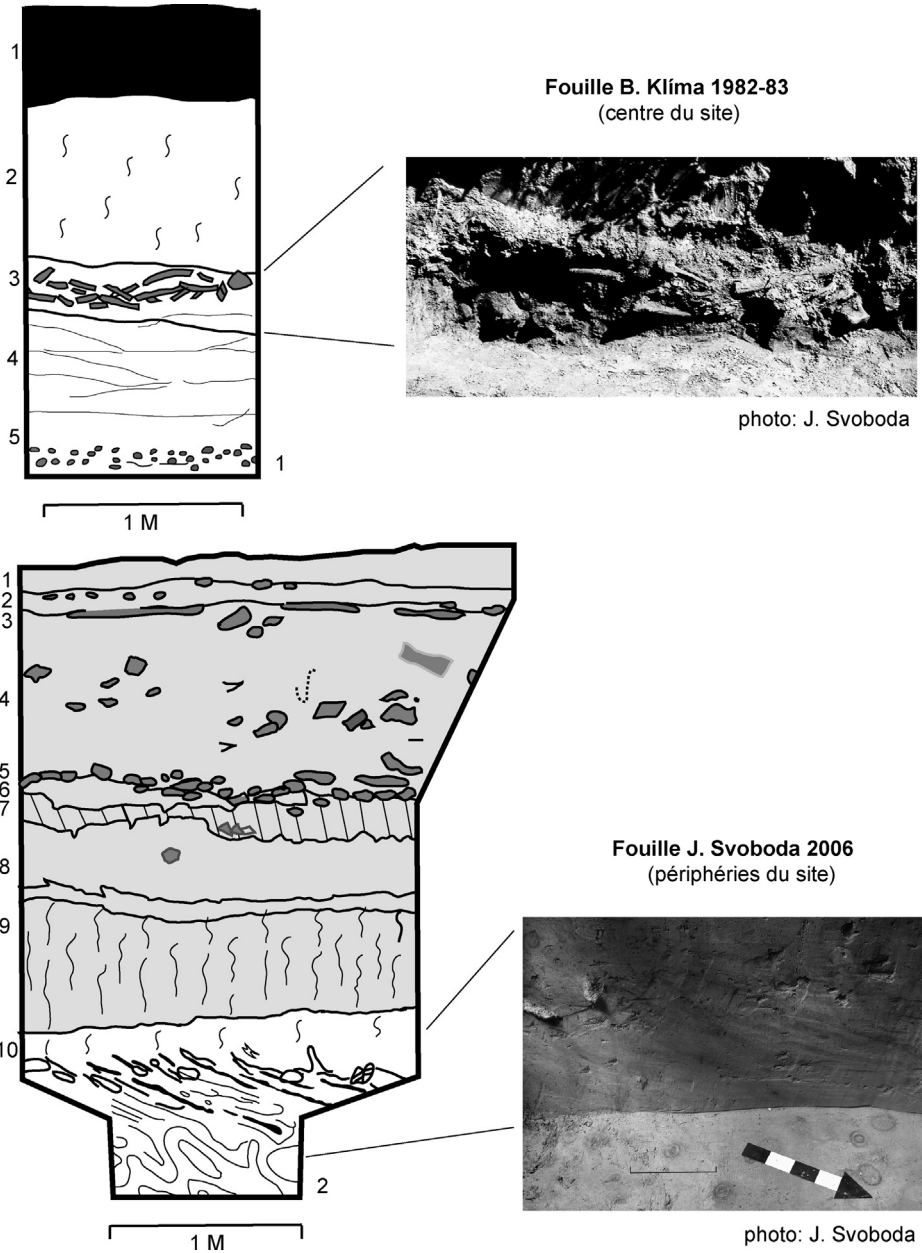 1
Fouille B. Klíma 1982-83
(centre du site)
2
3
4
photo: J. Svoboda
5
1
1 M
1
2
3
4
5
6
7
8
Fouille J. Svoboda 2006
(périphéries du site)
9
10
2
1 M
photo: J. Svoboda